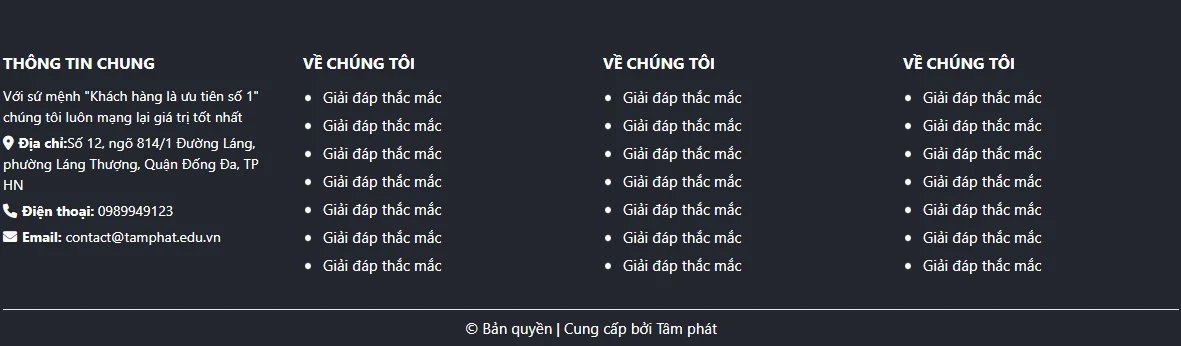 THÔNG TIN CHUNG
Với sứ mệnh "Khách hàng là ưu tiên số 1"
chúng tôi luôn mạng lại giá trị tốt nhất
Địa chỉ:Số 12, ngõ 814/1 Đường Láng,
phường Láng Thượng, Quận Đống Đa, TP
HN
Điện thoại: 0989949123
Email: contact@tamphat.edu.vn
VỀ CHÚNG TÔI
Giải đáp thắc mắc
Giải đáp thắc mắc
Giải đáp thắc mắc
Giải đáp thắc mắc
Giải đáp thắc mắc
Giải đáp thắc mắc
Giải đáp thắc mắc
VỀ CHÚNG TÔI
Giải đáp thắc mắc
Giải đáp thắc mắc
Giải đáp thắc mắc
Giải đáp thắc mắc
Giải đáp thắc mắc
Giải đáp thắc mắc
Giải đáp thắc mắc
VỀ CHÚNG TÔI
Giải đáp thắc mắc
Giải đáp thắc mắc
Giải đáp thắc mắc
Giải đáp thắc mắc
Giải đáp thắc mắc
Giải đáp thắc mắc
Giải đáp thắc mắc
© Bản quyền | Cung cấp bởi Tâm phát